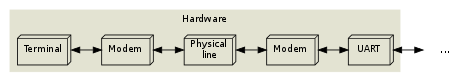 Hardware
Terminal
Modem
Physical
line
Modem
UART
...